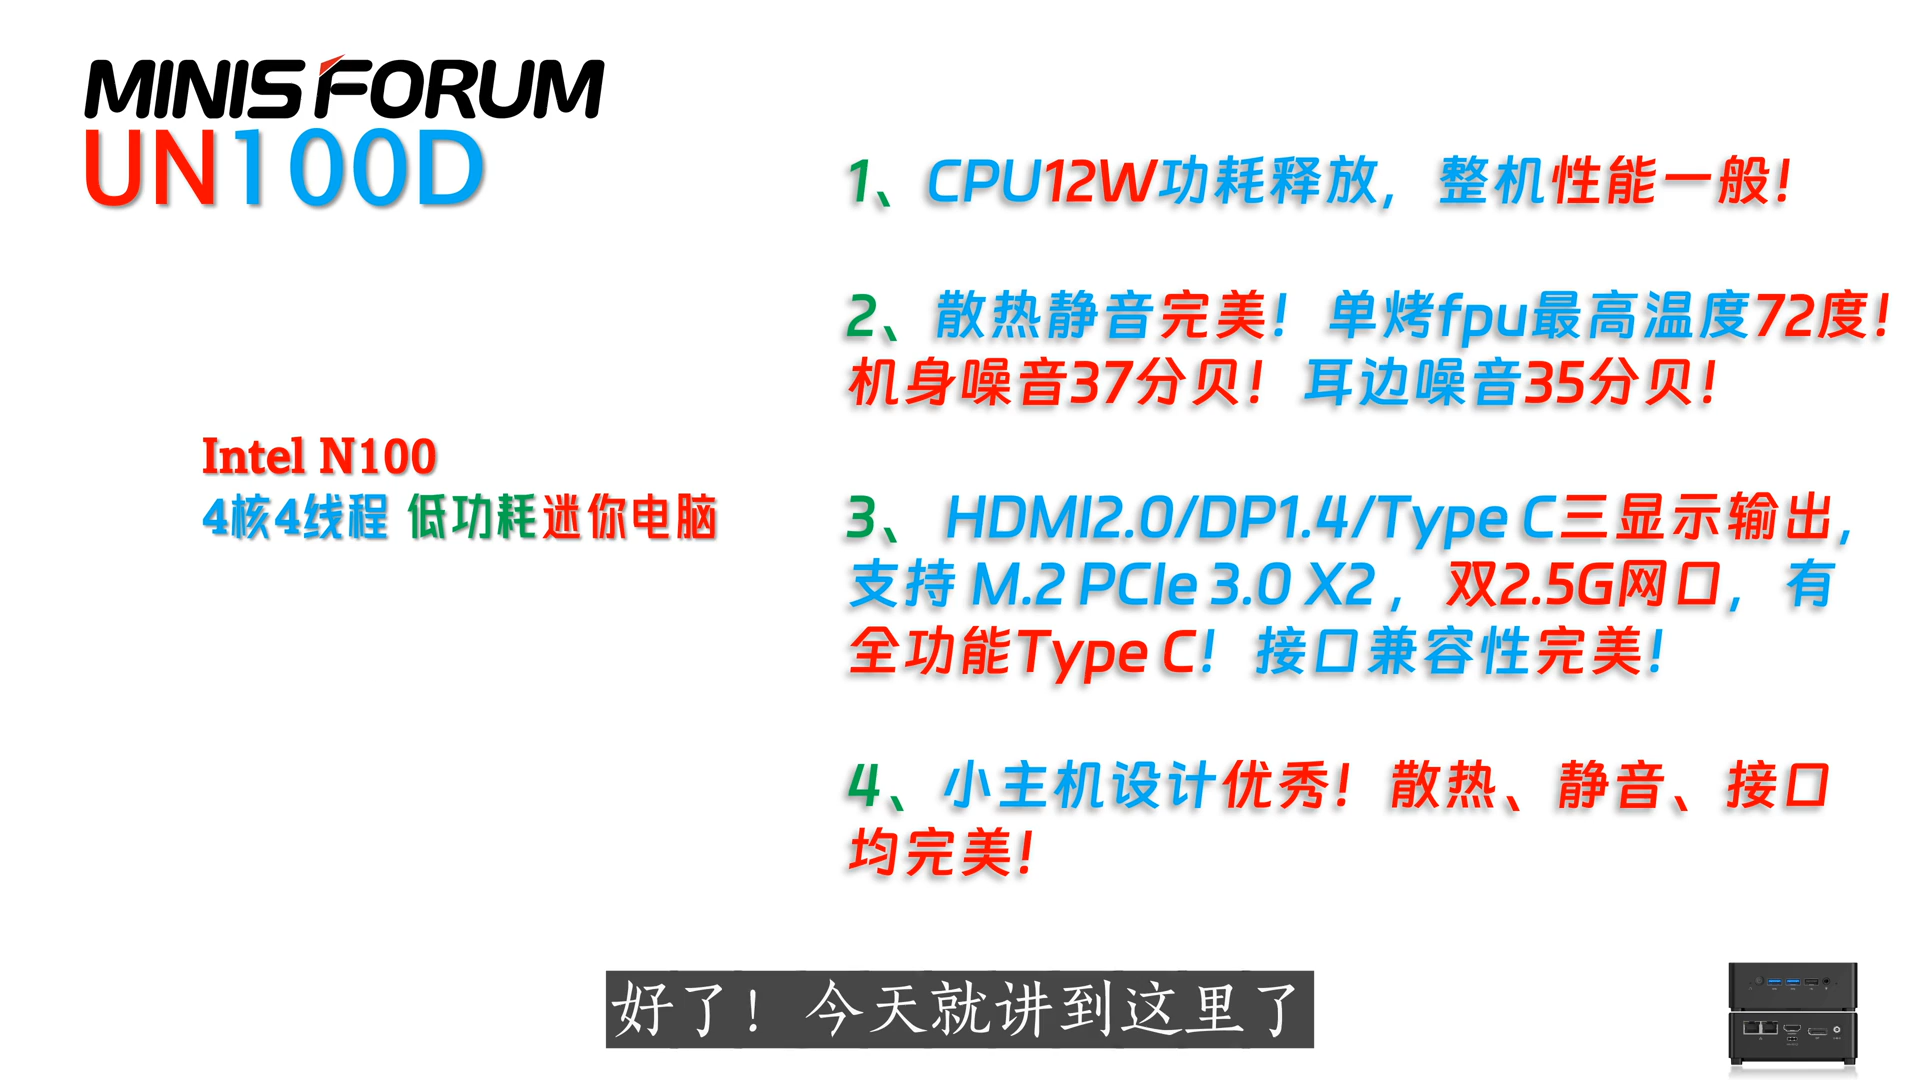 MINISFORUM
UN100D
Intel N100
4核4线程 低功耗迷你电脑
1、CPU12W功耗释放，整机性能一般！
2、散热静音完美！单烤fpu最高温度72度！
机身噪音37分贝！耳边噪音35分贝！
3、 HDMI2.0/DP1.4/Type C三显示输出，
支持 M.2 PCIe 3.0 X2 ，双2.5G网口，有
全功能Type C！接口兼容性完美！
4、小主机设计优秀！散热、静音、接口
均完美！
好了！今天就讲到这里了